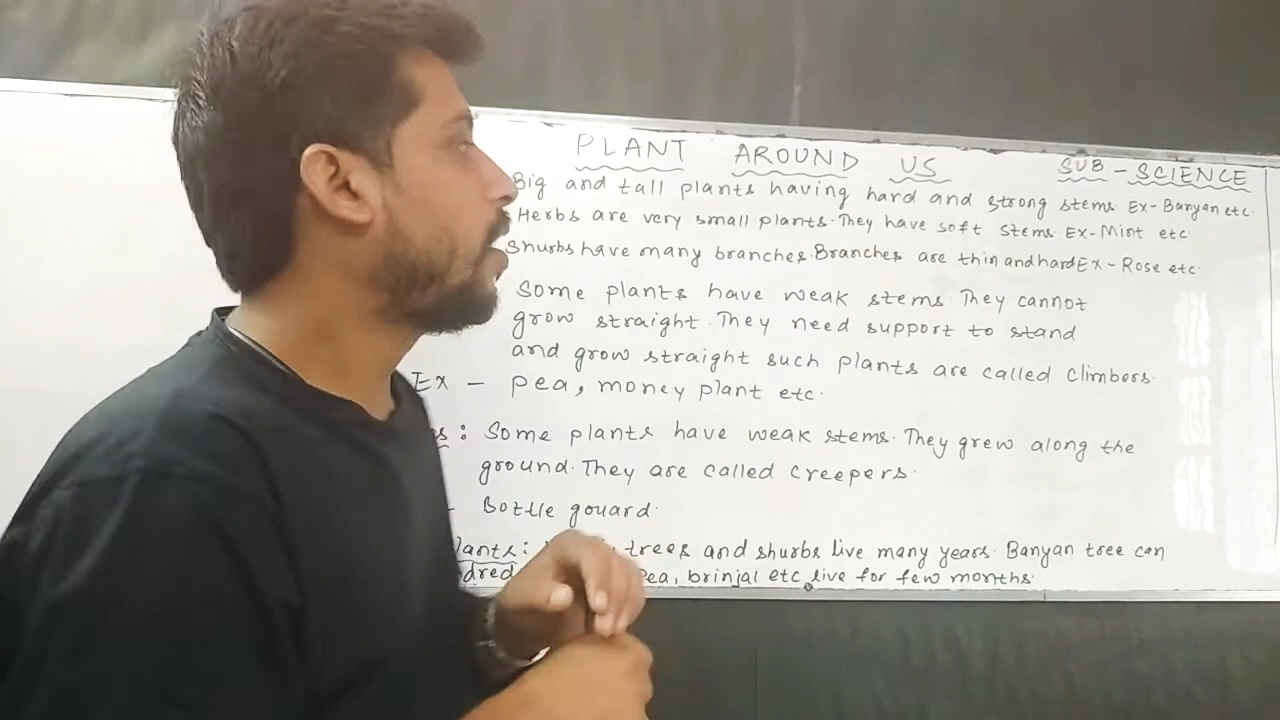 PLANT AROUND US SUB - SCIENCE
Big and tall plants having hard and strong stems Ex-Banyan etc.
Herbs are very small plants. They have soft stems Ex-Mint etc
Shurbs have many branches. Branches are thin and hard Ex - Rose etc.
Some plants have weak stems. They cannot
grow straight. They need support to stand
and grow straight such plants are called climbers.
Ex - pea, money plant etc.
: Some plants have weak stems. They grew along the
ground. They are called creepers.
- Bottle gouard.
lants: trees and shurbs live many years. Banyan tree can
dred pea, brinjal etc live for few months.